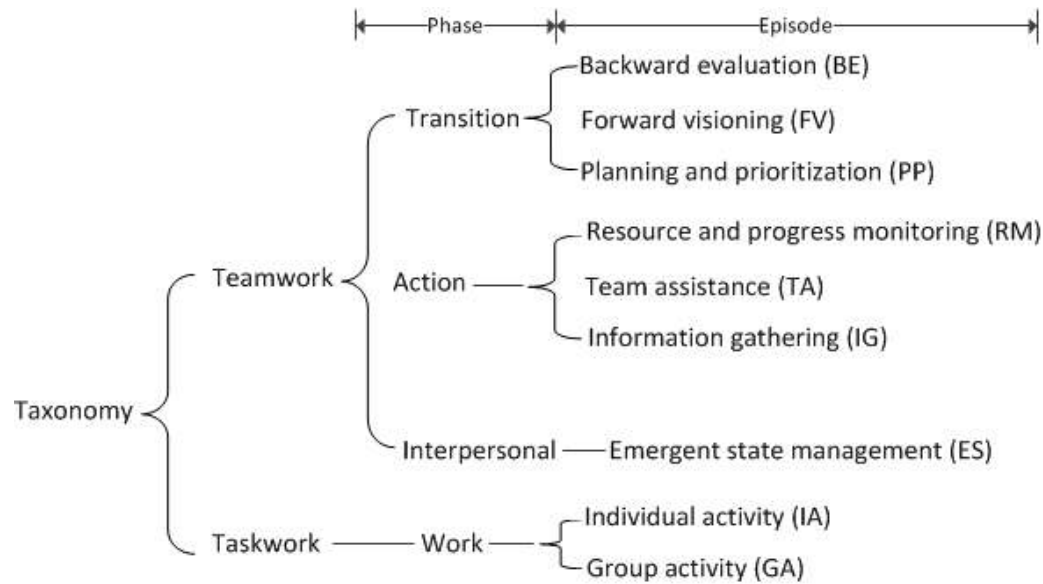 Phase
Episode
Backward evaluation (BE)
Transition
Forward visioning (FV)
Planning and prioritization (PP)
Resource and progress monitoring (RM)
Teamwork
Action
Team assistance (TA)
Information gathering (IG)
Taxonomy
Interpersonal
Emergent state management (ES)
Individual activity (IA)
Taskwork
Work
Group activity (GA)